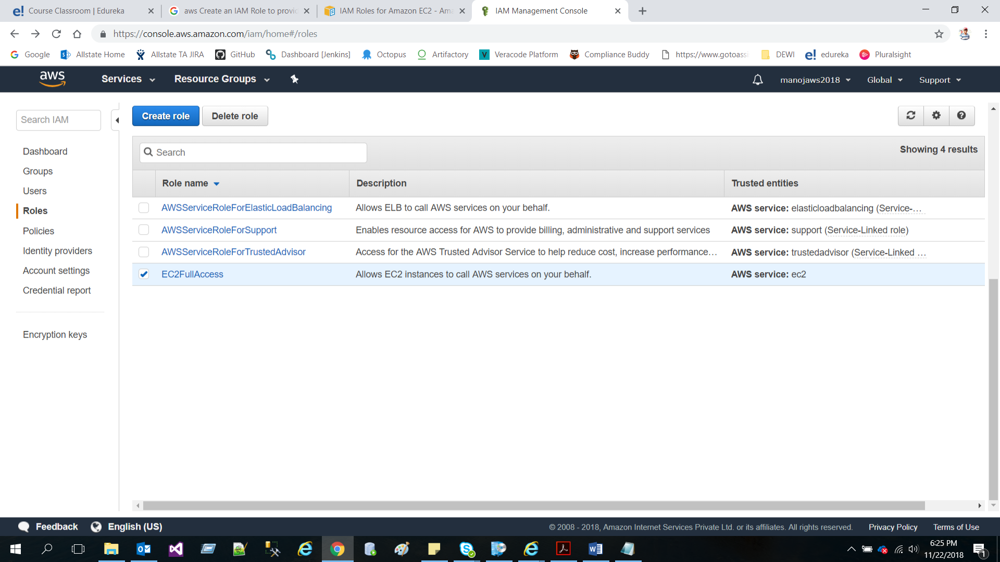 Course Classroom | Edureka
aws Create an IAM Role to provi
IAM Roles for Amazon EC2 - Ama
IAM Management Console
https://console.aws.amazon.com/iam/home#/roles
Google
Allstate Home
Allstate TA JIRA
GitHub
Dashboard [Jenkins]
Octopus
Artifactory
Veracode Platform
Compliance Buddy
https://www.gotoassi
DEWI
edureka
Pluralsight
aws
Services
Resource Groups
manojaws2018
Global
Support
Search IAM
Create role
Delete role
Search
Showing 4 results
Dashboard
Groups
Users
Roles
Policies
Identity providers
Account settings
Credential report
Encryption keys
Role name
Description
Trusted entities
AWSServiceRoleForElasticLoadBalancing
Allows ELB to call AWS services on your behalf.
AWS service: elasticloadbalancing (Service-…
AWSServiceRoleForSupport
Enables resource access for AWS to provide billing, administrative and support services
AWS service: support (Service-Linked role)
AWSServiceRoleForTrustedAdvisor
Access for the AWS Trusted Advisor Service to help reduce cost, increase performance…
AWS service: trustedadvisor (Service-Linked …
EC2FullAccess
Allows EC2 instances to call AWS services on your behalf.
AWS service: ec2
Feedback
English (US)
© 2008 - 2018, Amazon Internet Services Private Ltd. or its affiliates. All rights reserved.
Privacy Policy
Terms of Use
6:25 PM
11/22/2018
1